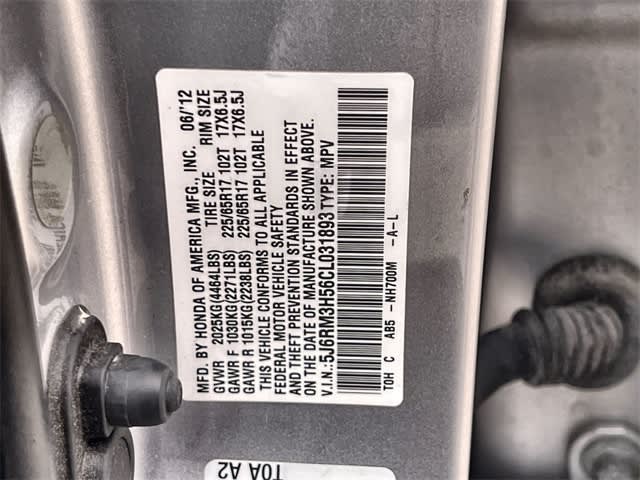 MFD. BY HONDA OF AMERICA MFG., INC. 06/'12
TIRE SIZE RIM SIZE
GVWR 2025KG(4464LBS)
GAWR F 1030KG(2271LBS) 225/65R17 102T 17X6.5J
GAWR R 1015KG(2238LBS) 225/65R17 102T 17X6.5J
THIS VEHICLE CONFORMS TO ALL APPLICABLE
FEDERAL MOTOR VEHICLE SAFETY
AND THEFT PREVENTION STANDARDS IN EFFECT
ON THE DATE OF MANUFACTURE SHOWN ABOVE.
V.I.N.:5J6RM3H56CL031893 TYPE: MPV
TOH C AB5 - NH700M -A-L
T0A A2